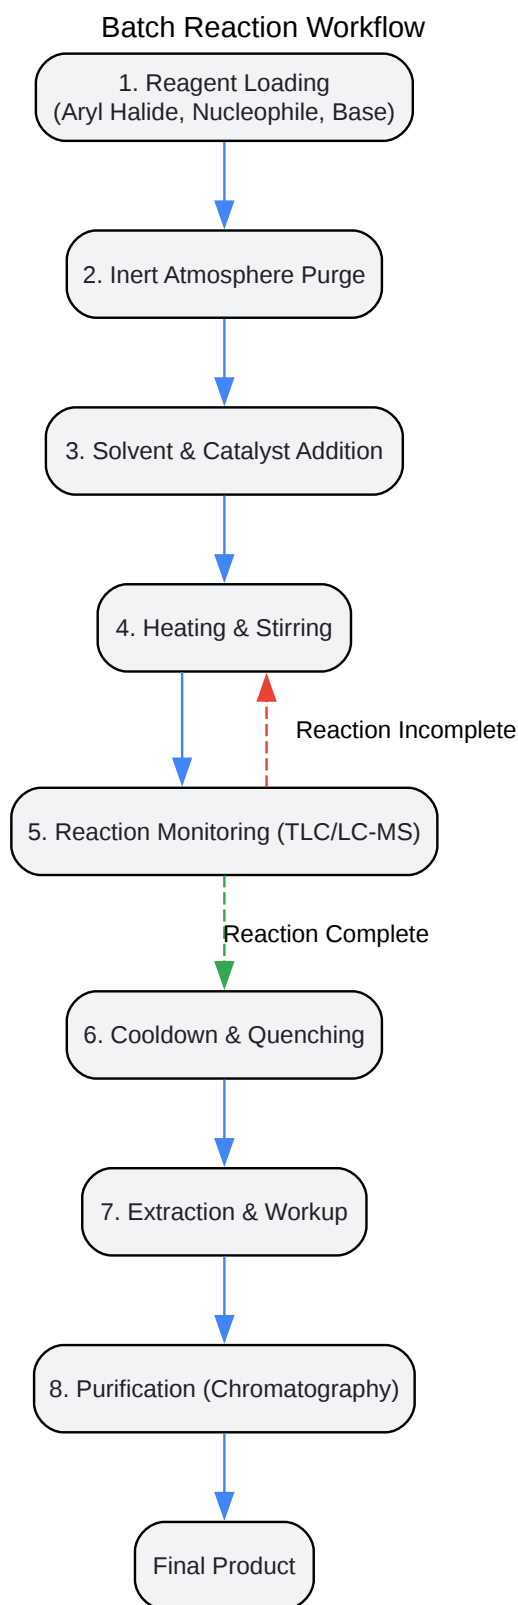 Batch Reaction Workflow
1. Reagent Loading
(Aryl Halide, Nucleophile, Base)
2. Inert Atmosphere Purge
3. Solvent & Catalyst Addition
4. Heating & Stirring
Reaction Incomplete
5. Reaction Monitoring (TLC/LC-MS)
Reaction Complete
6. Cooldown & Quenching
7. Extraction & Workup
8. Purification (Chromatography)
Final Product